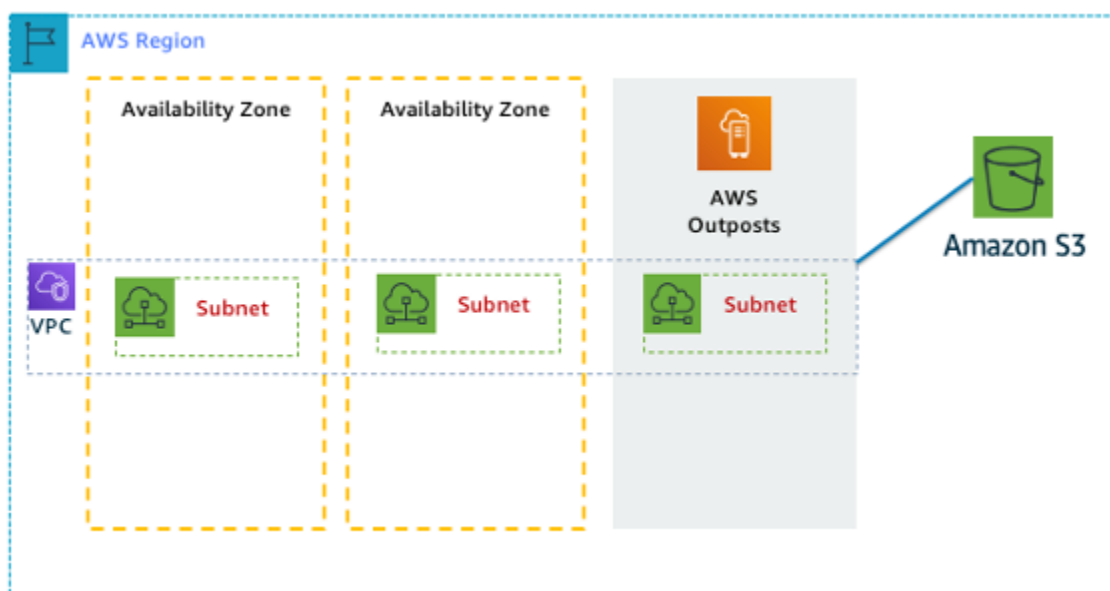 AWS Region
Availability Zone
Availability Zone
AWS
Outposts
Amazon S3
VPC
Subnet
Subnet
Subnet